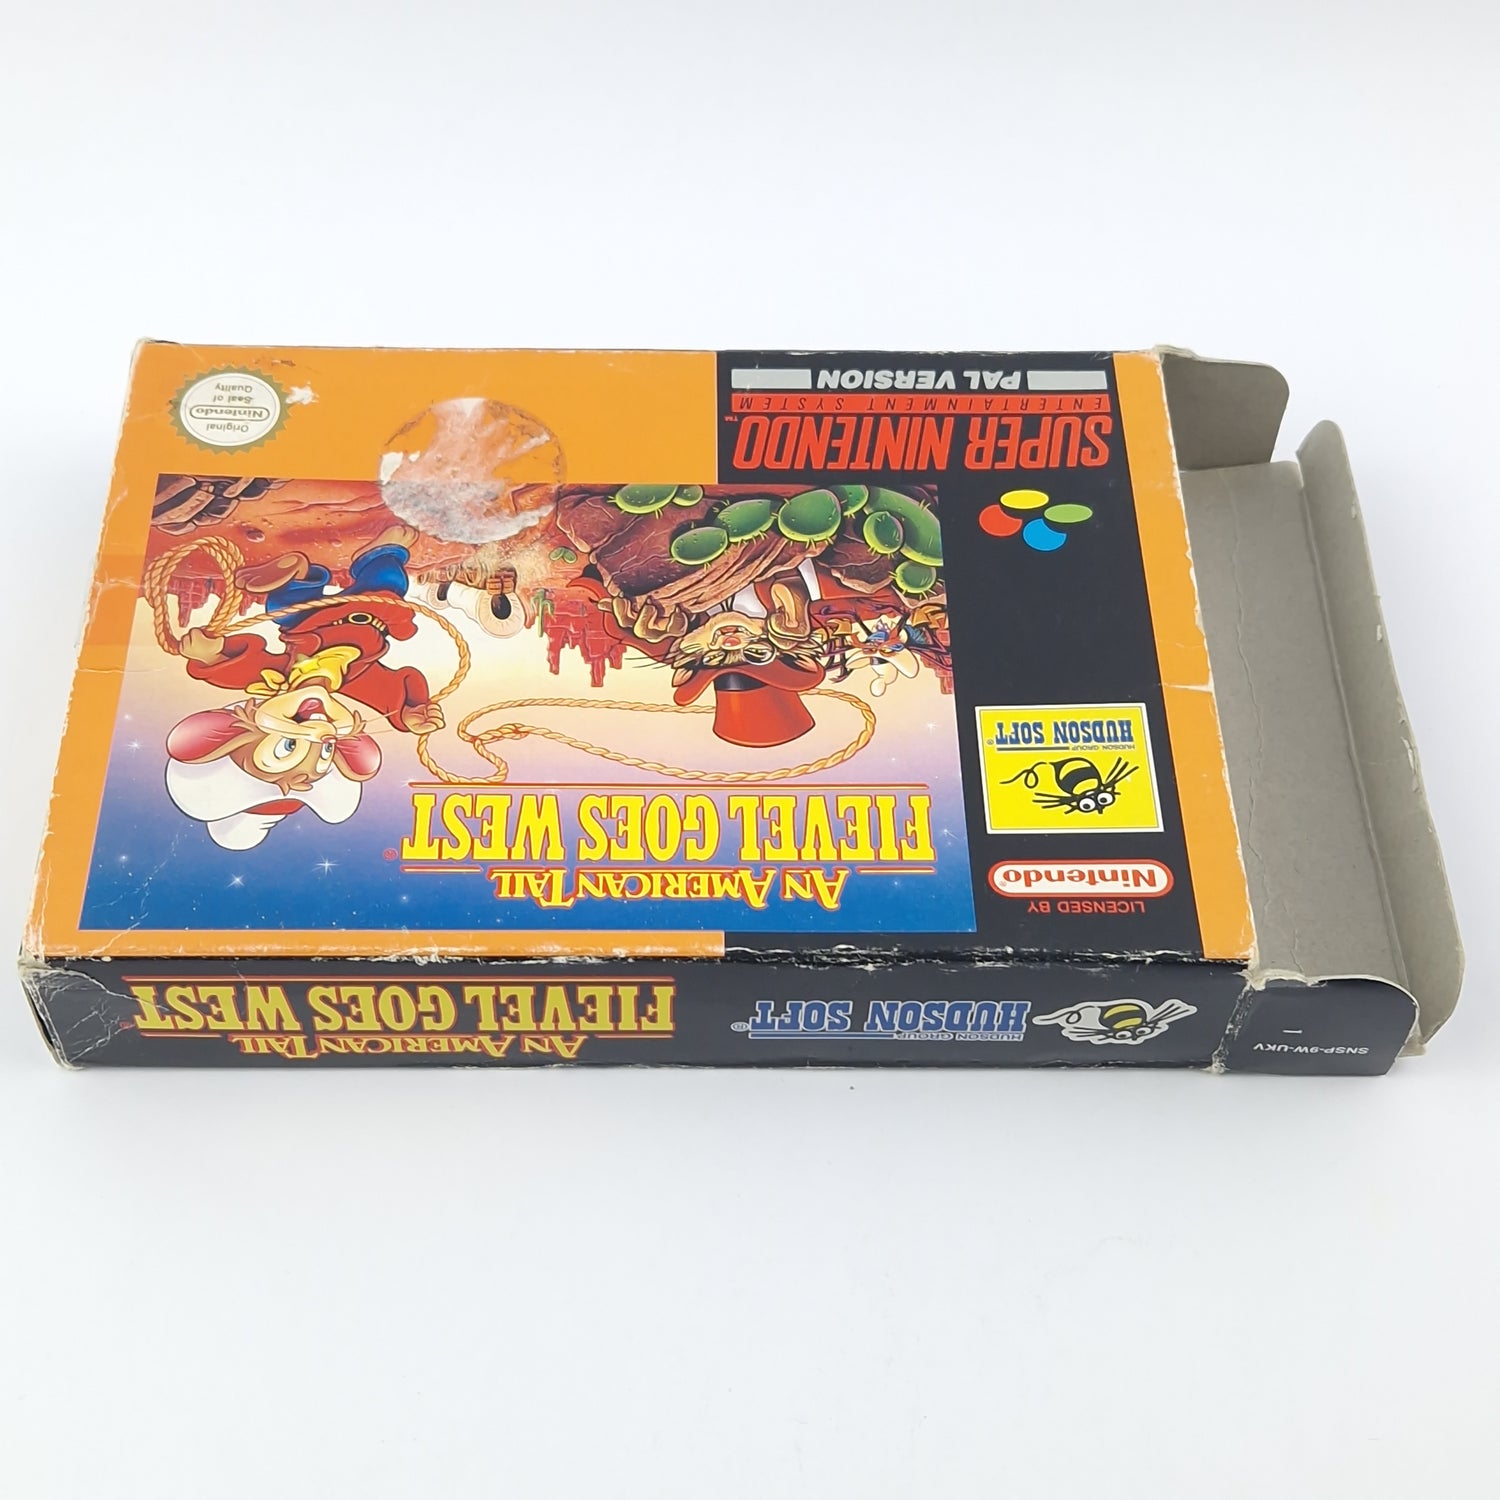 SUPER NINTENDO™
ENTERTAINMENT SYSTEM
PAL VERSION
Original
Nintendo
Seal of
Quality
LICENSED BY
Nintendo®
HUDSON GROUP
HUDSON SOFT®
AN AMERICAN TAIL
FIEVEL GOES WEST®
AN AMERICAN TAIL
FIEVEL GOES WEST®
HUDSON GROUP
HUDSON SOFT®
SNSP-9W-UKV
1